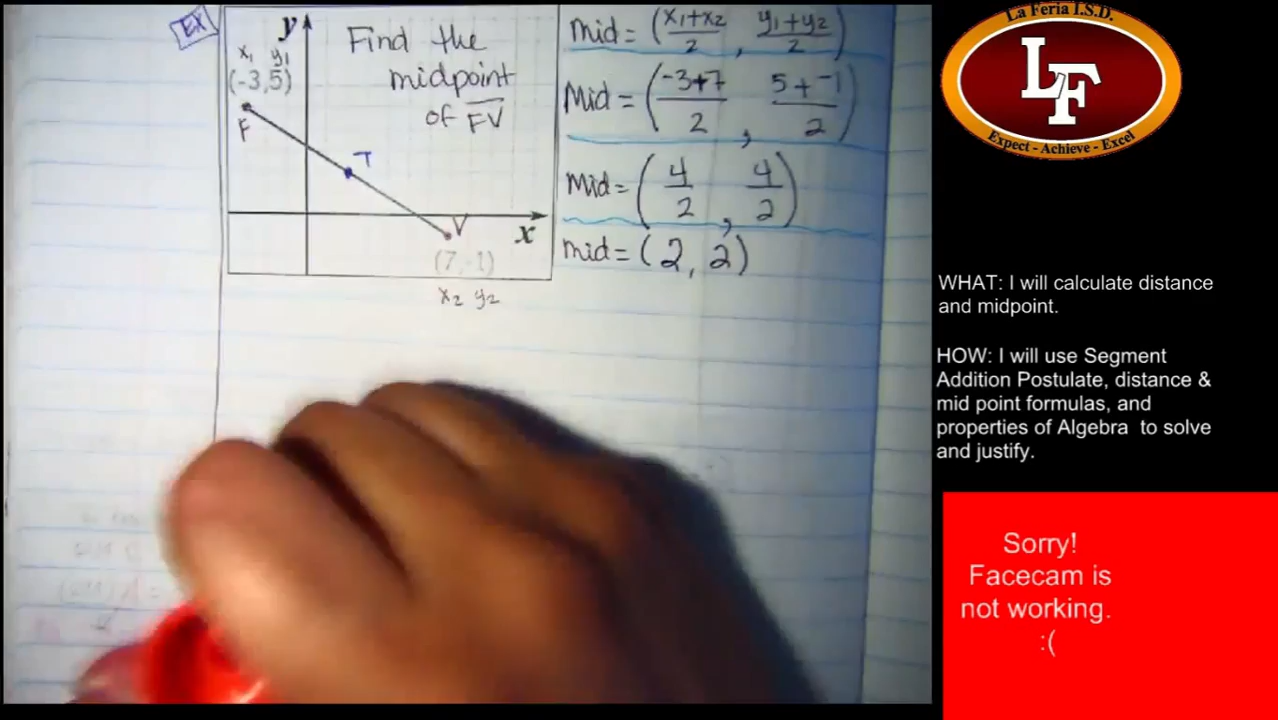 Ex
y
x1 y1
(-3,5)
F
Find the
midpoint
of FV
T
V
x
(7,-1)
x2 y2
mid = (x1+x2/2 , y1+y2/2)
Mid = (-3+7/2 , 5+-1/2)
Mid = (4/2 , 4/2)
mid = (2, 2)
La Feria I.S.D.
LF
Expect - Achieve - Excel
WHAT: I will calculate distance
and midpoint.
HOW: I will use Segment
Addition Postulate, distance &
mid point formulas, and
properties of Algebra to solve
and justify.
Sorry!
Facecam is
not working.
:(